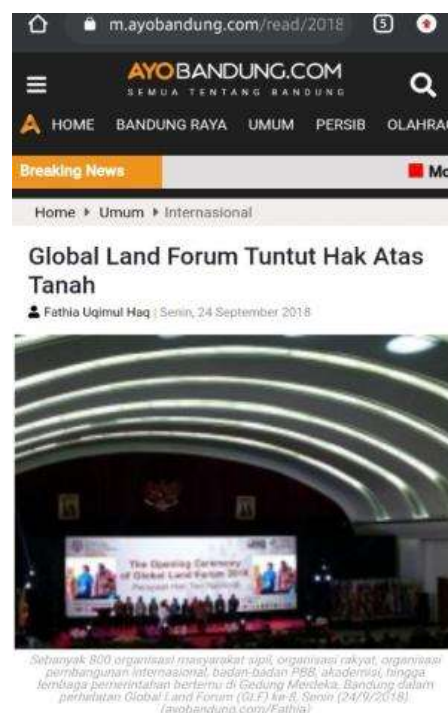 m.ayobandung.com/read/2018
5
AYOBANDUNG.COM
SEMUA TENTANG BANDUNG
HOME BANDUNG RAYA UMUM PERSIB OLAHRA
Breaking News
Mo
Home Umum Internasional
Global Land Forum Tuntut Hak Atas
Tanah
Fathia Uqimul Haq | Senin, 24 September 2018
The Opening Ceremony
of Global Land Forum 2018
Sebanyak 800 organisasi masyarakat sipil, organisasi rakyat, organisasi
pembangunan internasional, badan-badan PBB, akademisi, hingga
lembaga pemerintahan bertemu di Gedung Merdeka, Bandung dalam
perhelatan Global Land Forum (GLF) ke-8, Senin (24/9/2018).
(ayobandung.com/Fathia)